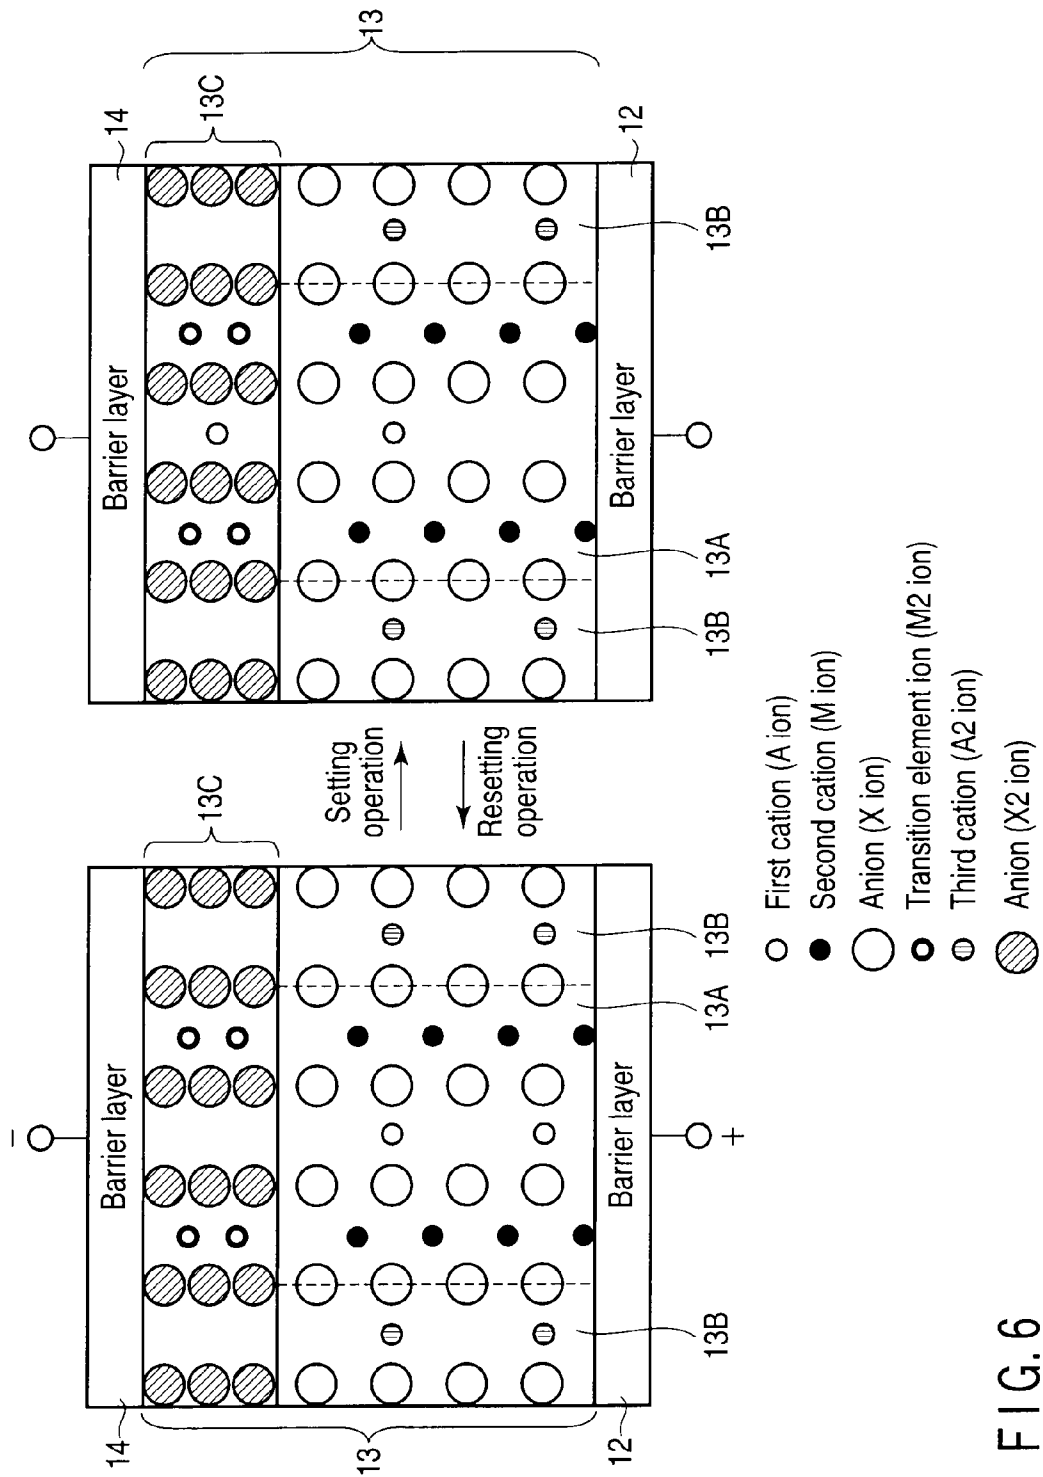 14
Barrier layer
−
13C
13
13B
13A
13B
12
Barrier layer
+
Setting
operation
Resetting
operation
14
Barrier layer
13C
13
13B
13A
13B
12
Barrier layer
First cation (A ion)
Second cation (M ion)
Anion (X ion)
Transition element ion (M2 ion)
Third cation (A2 ion)
Anion (X2 ion)
FIG. 6